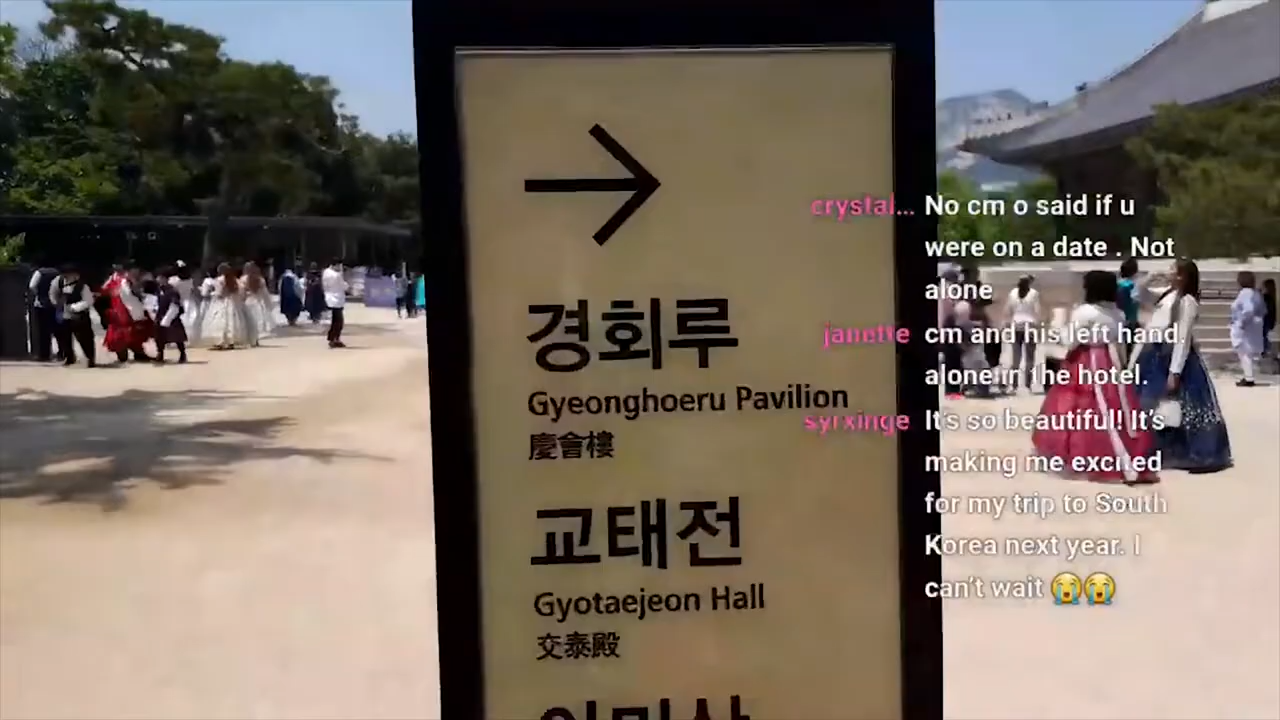 경회루
Gyeonghoeru Pavilion
慶會樓
교태전
Gyotaejeon Hall
交泰殿
crystal... No cm o said if u
were on a date . Not
alone
janette cm and his left hand.
alone in the hotel.
syrxinge It's so beautiful! It's
making me excited
for my trip to South
Korea next year. I
can't wait 😭😭